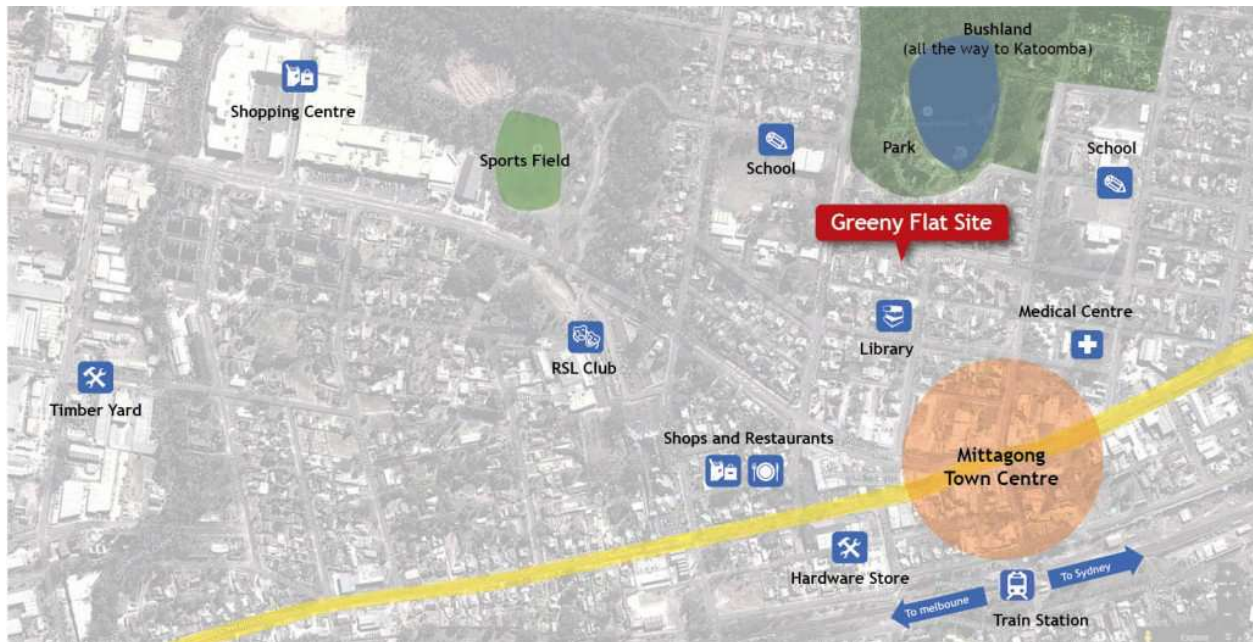 Bushland
(all the way to Katoomba)
Shopping Centre
Sports Field
School
Park
School
Greeny Flat Site
Medical Centre
Library
RSL Club
Timber Yard
Shops and Restaurants
Mittagong
Town Centre
Hardware Store
To Sydney
To melboune
Train Station